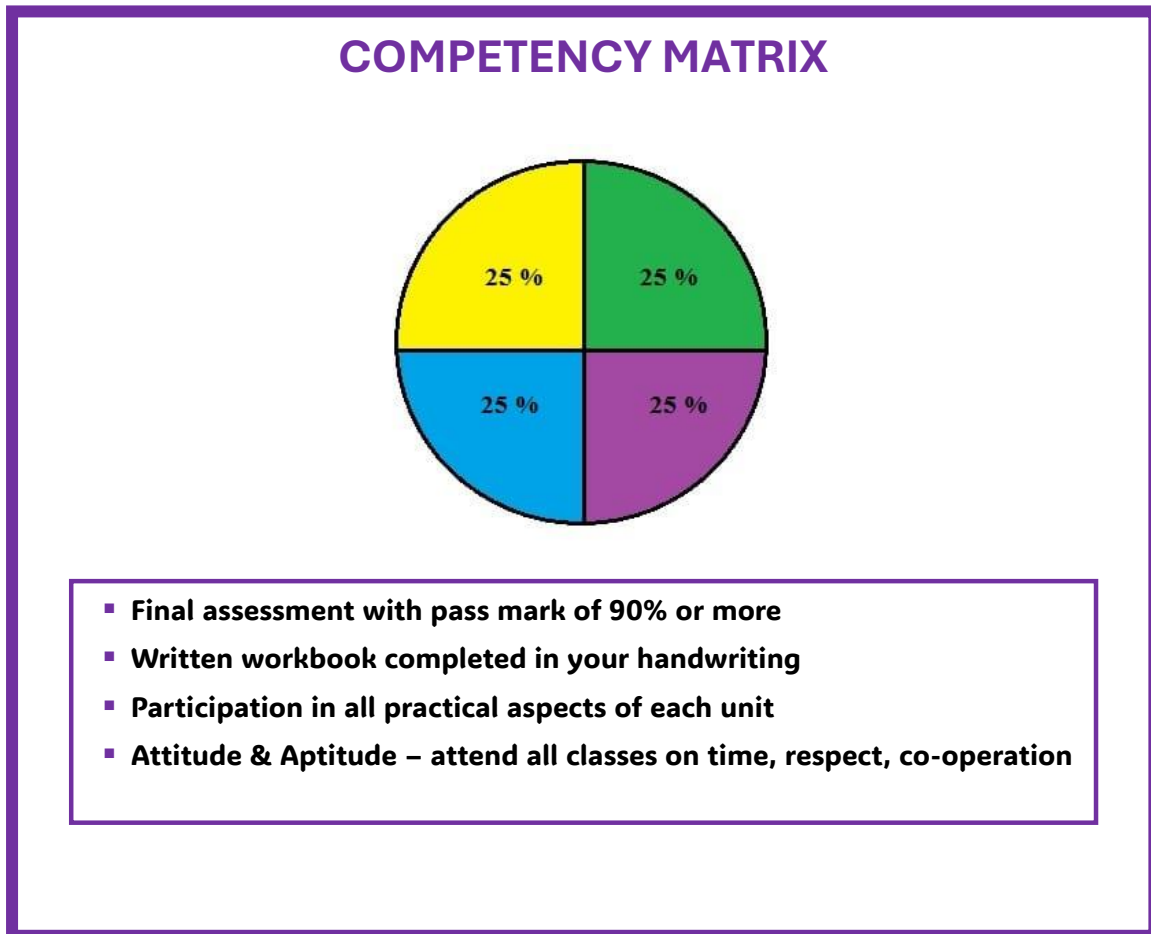 COMPETENCY MATRIX
25 % 25 %
25 % 25 %
▪ Final assessment with pass mark of 90% or more
▪ Written workbook completed in your handwriting
▪ Participation in all practical aspects of each unit
▪ Attitude & Aptitude – attend all classes on time, respect, co-operation